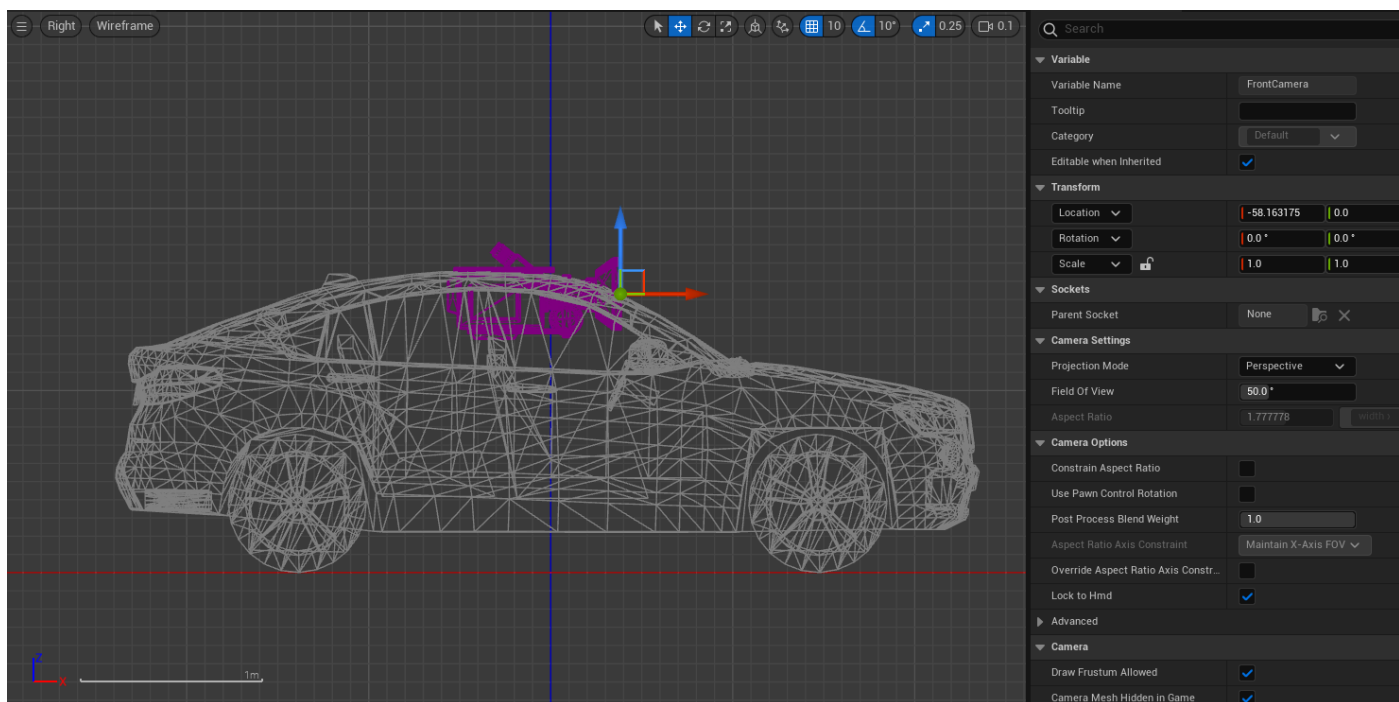 Right Wireframe 10 10° 0.25 0.1
Search
Variable
Variable Name FrontCamera
Tooltip
Category Default
Editable when Inherited
Transform
Location -58.163175 0.0
Rotation 0.0 ° 0.0 °
Scale 1.0 1.0
Sockets
Parent Socket None
Camera Settings
Projection Mode Perspective
Field Of View 50.0 °
Aspect Ratio 1.777778
Camera Options
Constrain Aspect Ratio
Use Pawn Control Rotation
Post Process Blend Weight 1.0
Aspect Ratio Axis Constraint Maintain X-Axis FOV
Override Aspect Ratio Axis Constr...
Lock to Hmd
Advanced
Camera
Draw Frustum Allowed
Camera Mesh Hidden in Game
Z
X
1m